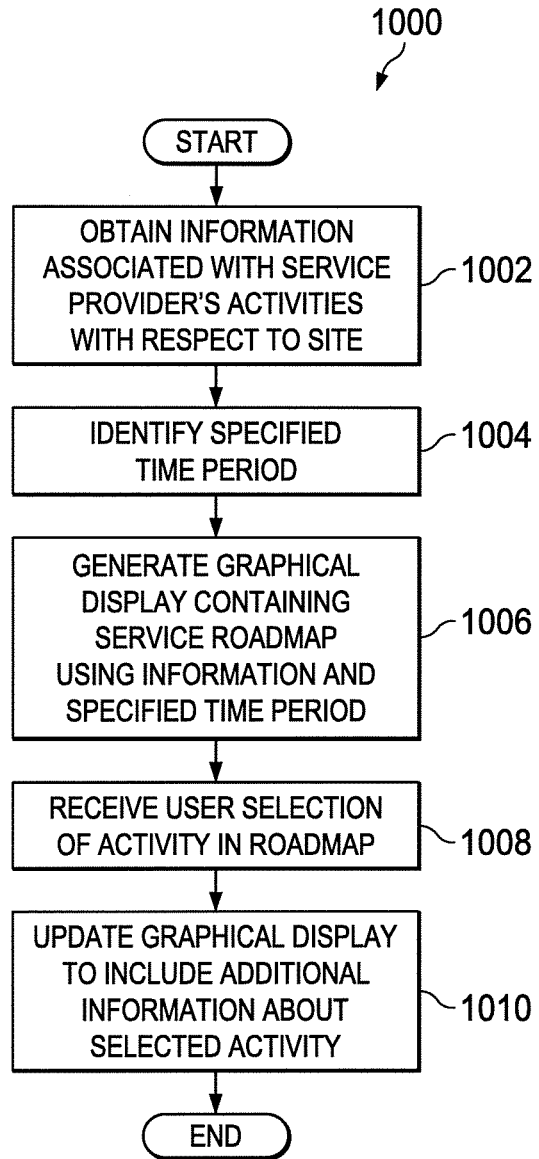 1000
START
OBTAIN INFORMATION
ASSOCIATED WITH SERVICE
PROVIDER'S ACTIVITIES
WITH RESPECT TO SITE
1002
IDENTIFY SPECIFIED
TIME PERIOD
1004
GENERATE GRAPHICAL
DISPLAY CONTAINING
SERVICE ROADMAP
USING INFORMATION AND
SPECIFIED TIME PERIOD
1006
RECEIVE USER SELECTION
OF ACTIVITY IN ROADMAP
1008
UPDATE GRAPHICAL DISPLAY
TO INCLUDE ADDITIONAL
INFORMATION ABOUT
SELECTED ACTIVITY
1010
END